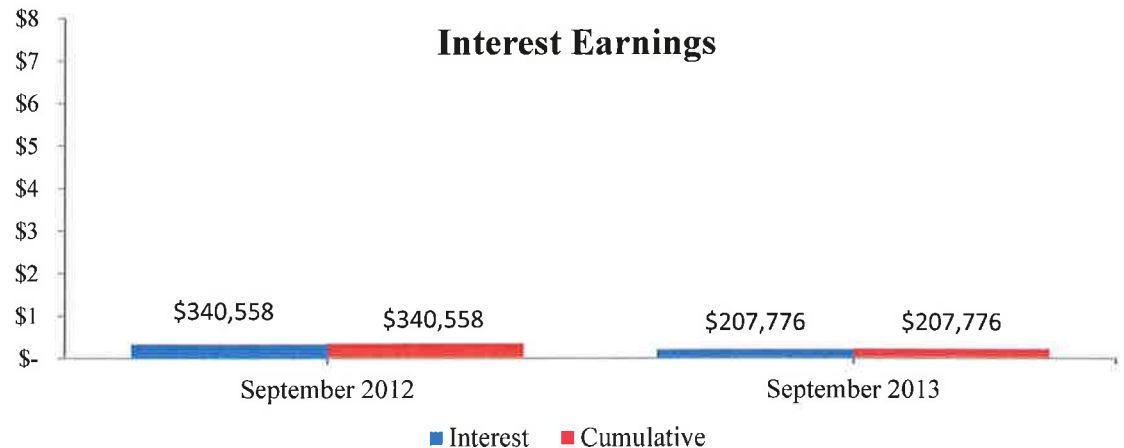 Interest Earnings
$8
$7
$6
$5
$4
$3
$2
$1
$-
$340,558
$340,558
$207,776
$207,776
September 2012
September 2013
Interest
Cumulative